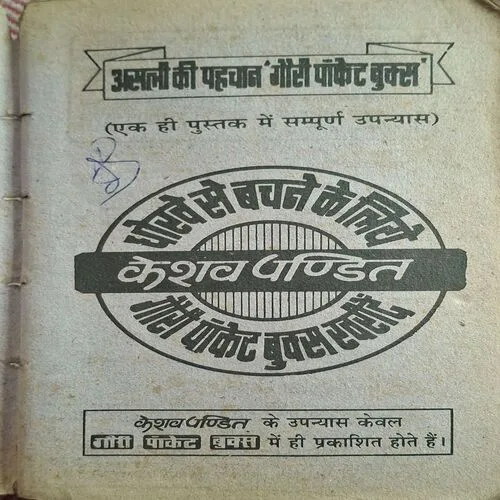 असली की पहचान 'गौरी पॉकेट बुक्स'
(एक ही पुस्तक में सम्पूर्ण उपन्यास)
धोखे से बचने के लिये
केशव पण्डित
गौरी पॉकेट बुक्स खरीदें
केशव पण्डित के उपन्यास केवल
गौरी पॉकेट बुक्स में ही प्रकाशित होते हैं।